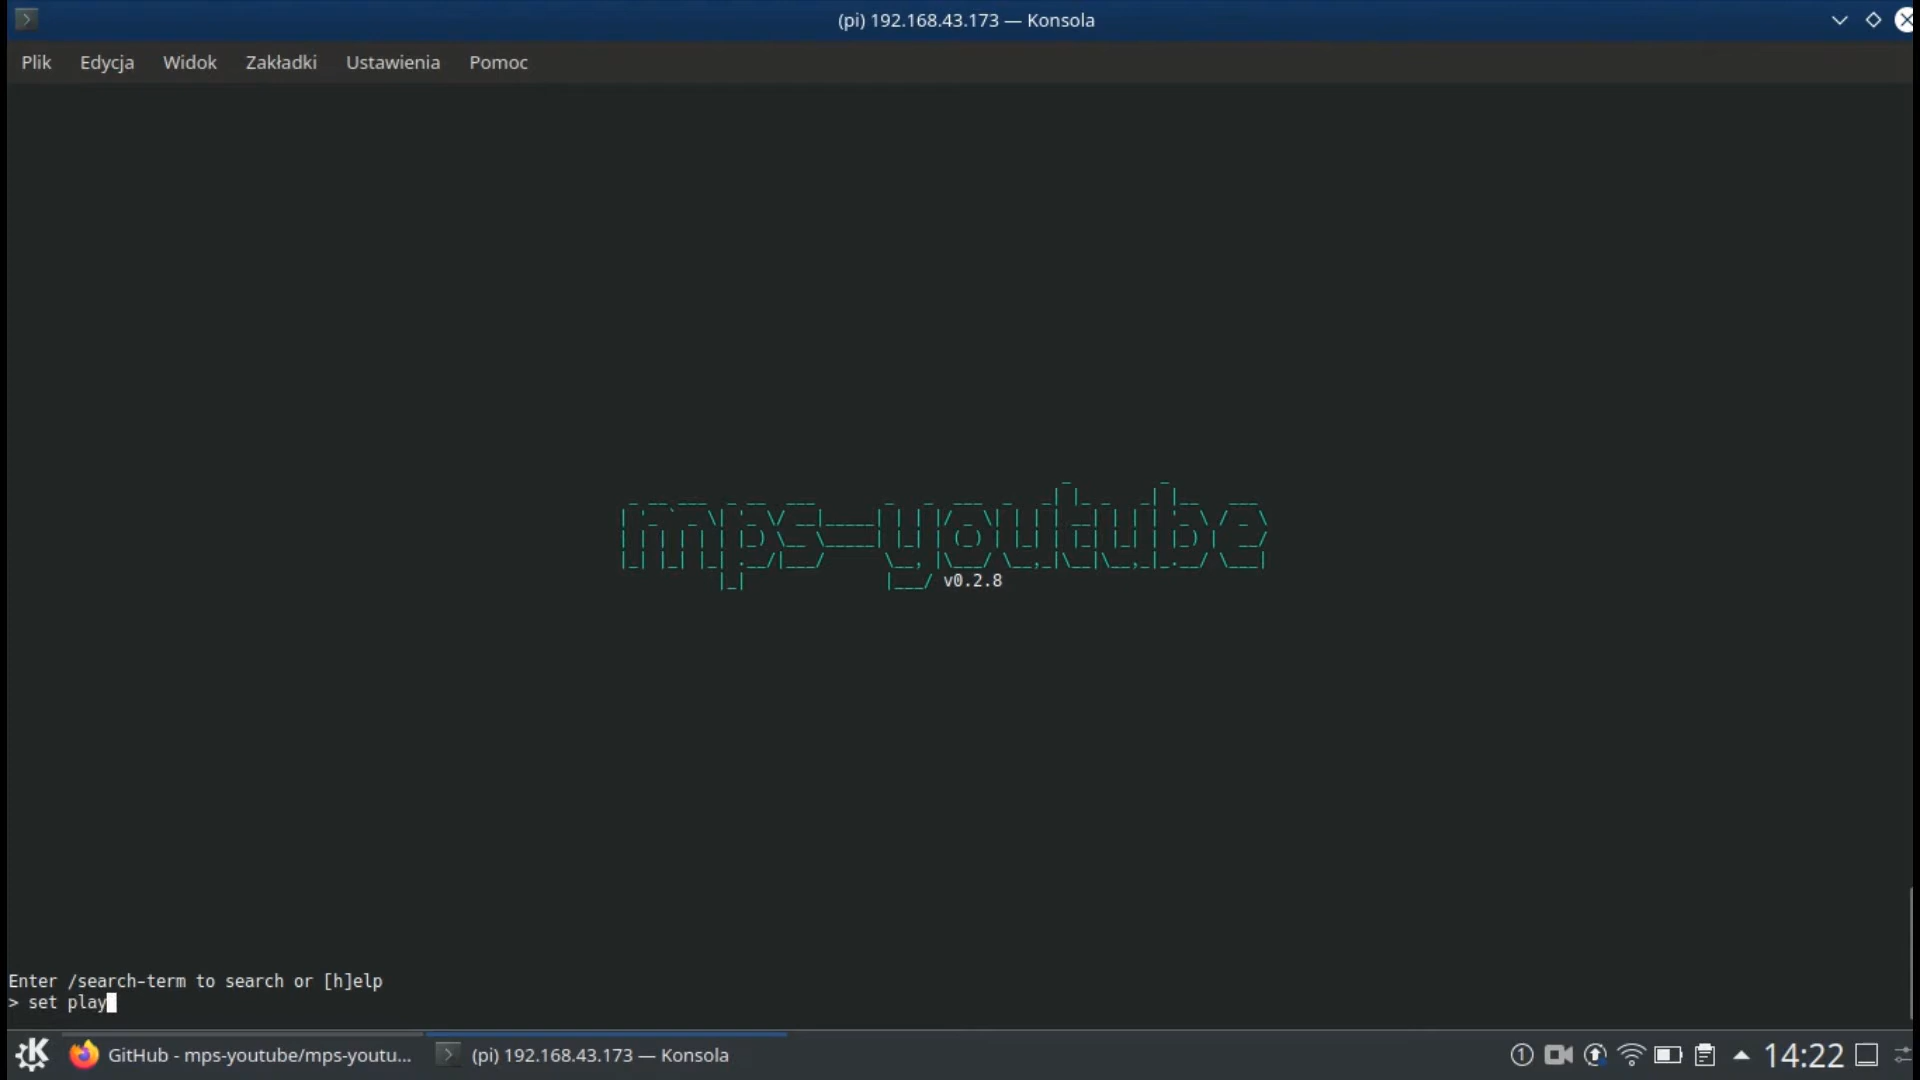 (pi) 192.168.43.173 — Konsola
Plik Edycja Widok Zakładki Ustawienia Pomoc
mps-youtube
v0.2.8
Enter /search-term to search or [h]elp
> set play
GitHub - mps-youtube/mps-youtu... (pi) 192.168.43.173 — Konsola 14:22